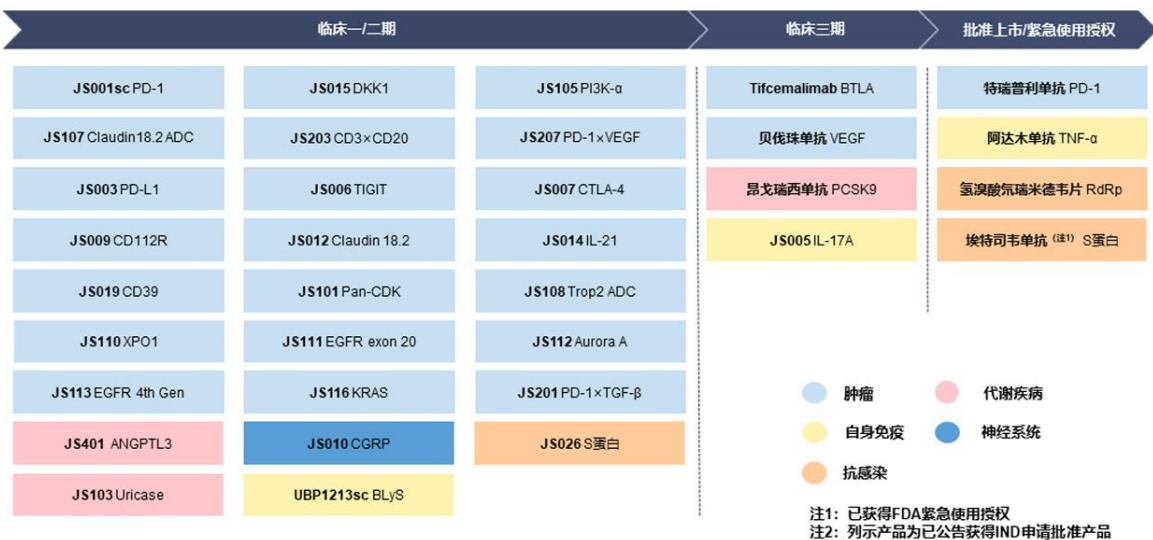 临床一/二期
临床三期
批准上市/紧急使用授权
JS001sc PD-1
JS015 DKK1
JS105 PI3K-α
Tifcemalimab BTLA
特瑞普利单抗 PD-1
JS107 Claudin18.2 ADC
JS203 CD3×CD20
JS207 PD-1×VEGF
贝伐珠单抗 VEGF
阿达木单抗 TNF-α
JS003 PD-L1
JS006 TIGIT
JS007 CTLA-4
昂戈瑞西单抗 PCSK9
氢溴酸氘瑞米德韦片 RdRp
JS009 CD112R
JS012 Claudin 18.2
JS014 IL-21
JS005 IL-17A
埃特司韦单抗 (注1) S蛋白
JS019 CD39
JS101 Pan-CDK
JS108 Trop2 ADC
JS110 XPO1
JS111 EGFR exon 20
JS112 Aurora A
JS113 EGFR 4th Gen
JS116 KRAS
JS201 PD-1×TGF-β
JS401 ANGPTL3
JS010 CGRP
JS026 S蛋白
JS103 Uricase
UBP1213sc BLyS
肿瘤
代谢疾病
自身免疫
神经系统
抗感染
注1：已获得FDA紧急使用授权
注2：列示产品为已公告获得IND申请批准产品